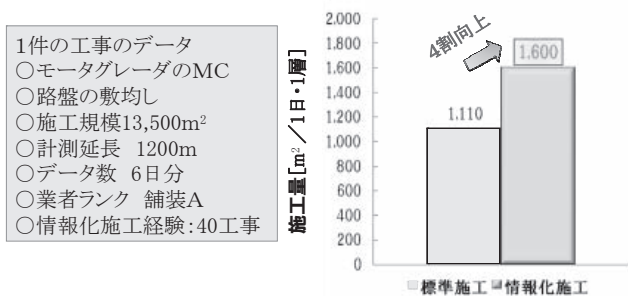 1件の工事のデータ
○モータグレーダのMC
○路盤の敷均し
○施工規模13,500m²
○計測延長 1200m
○データ数 6日分
○業者ランク 舗装A
○情報化施工経験:40工事
施工量[m²／1日・1層]
2.000
1.800
1.600
1.400
1.200
1.000
800
600
400
200
0
4割向上
1.110
1.600
標準施工 情報化施工